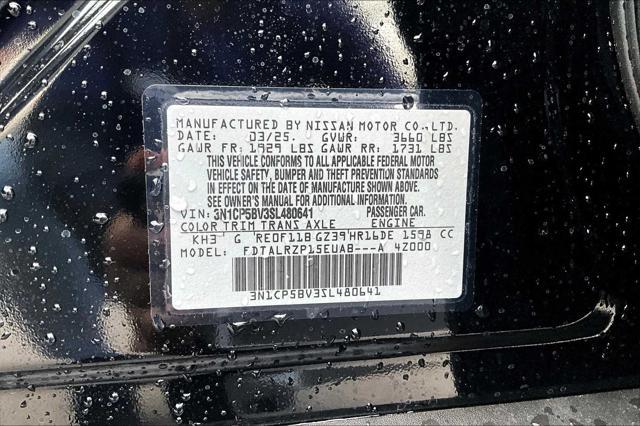 MANUFACTURED BY NISSAN MOTOR CO.,LTD.
DATE: 03/25. GVWR: 3660 LBS
GAWR FR: 1929 LBS GAWR RR: 1731 LBS
THIS VEHICLE CONFORMS TO ALL APPLICABLE FEDERAL MOTOR
VEHICLE SAFETY, BUMPER AND THEFT PREVENTION STANDARDS
IN EFFECT ON THE DATE OF MANUFACTURE SHOWN ABOVE.
SEE OWNER'S MANUAL FOR ADDITIONAL INFORMATION.
VIN: 3N1CP5BV3SL480641 PASSENGER CAR.
COLOR TRIM TRANS AXLE ENGINE
KH3 G RE0F11B GZ39 HR16DE 1598 CC
MODEL: FDTALRZP15EUAB---A 4Z000
3N1CP5BV3SL480641